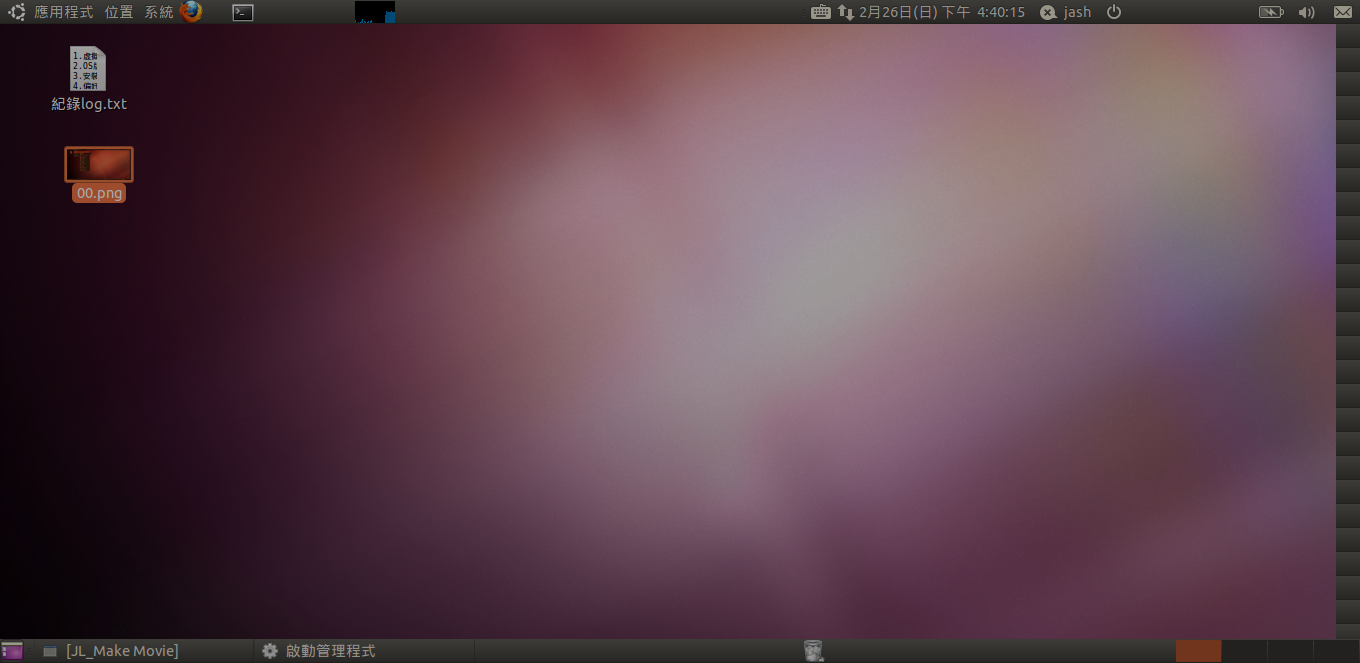 應用程式 位置 系統
2月26日(日) 下午 4:40:15 jash
1.虛擬
2.OS
3.安裝
4.備註
紀錄log.txt
00.png
[JL_Make Movie] 啟動管理程式